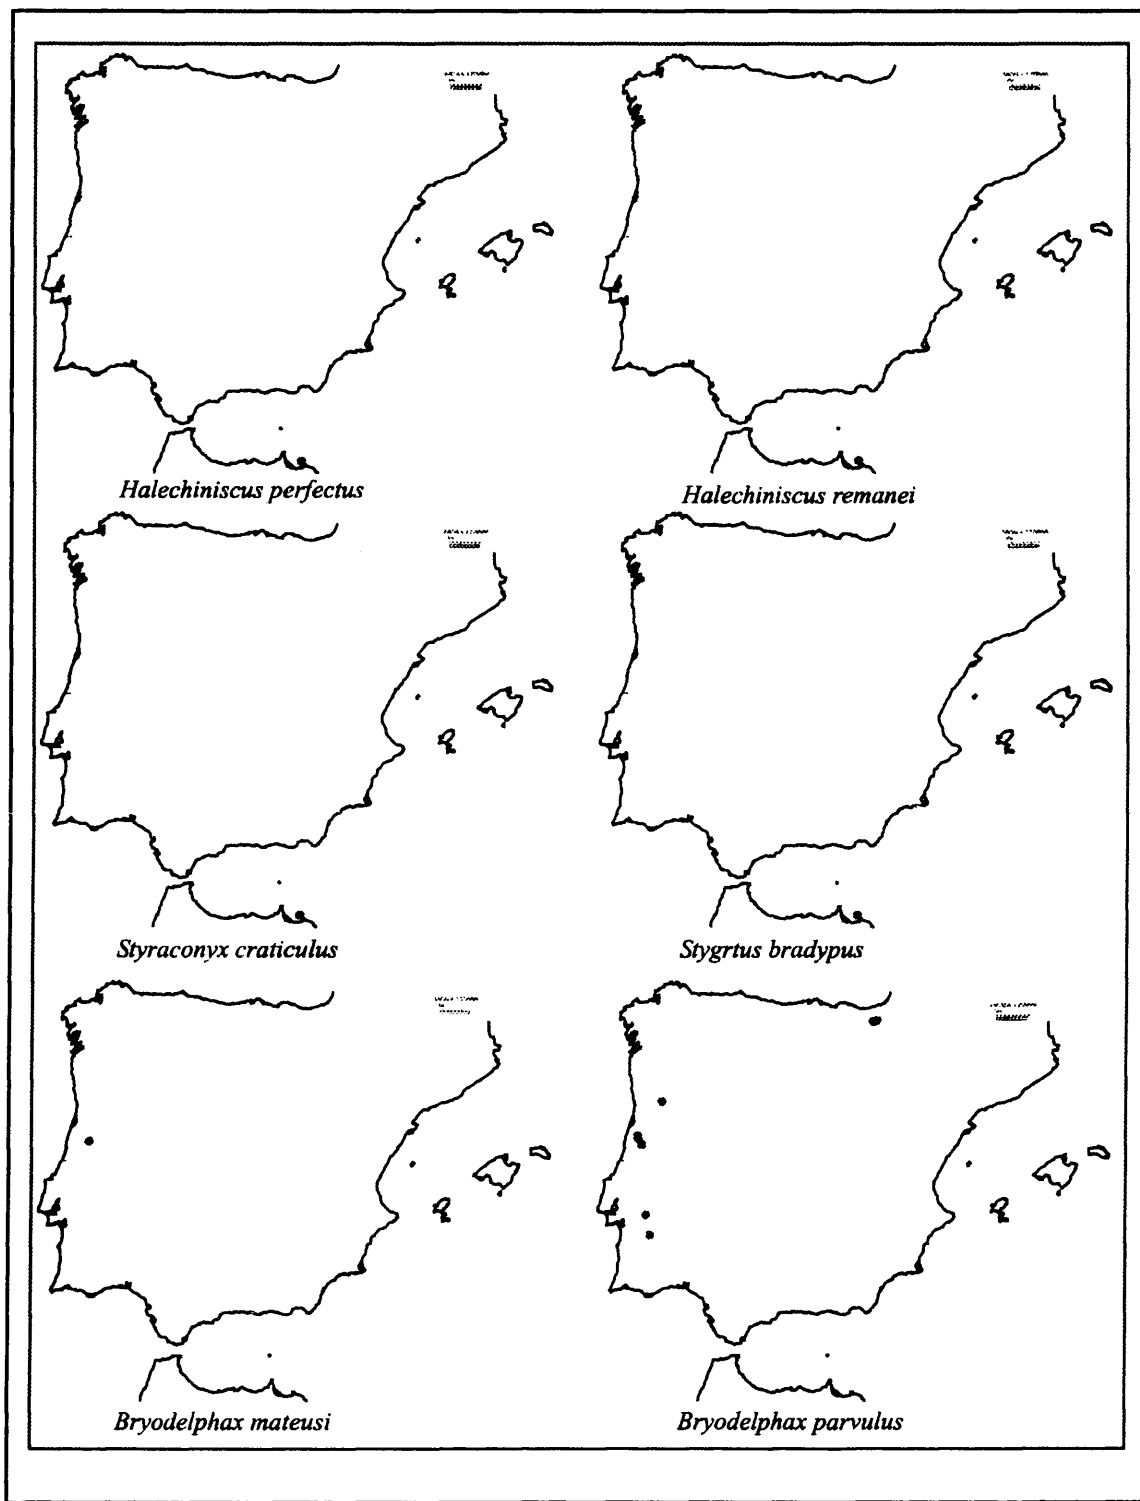 Halechiniscus perfectus
Halechiniscus remanei
Styraconyx craticulus
Stygrtus bradypus
Bryodelphax mateusi
Bryodelphax parvulus